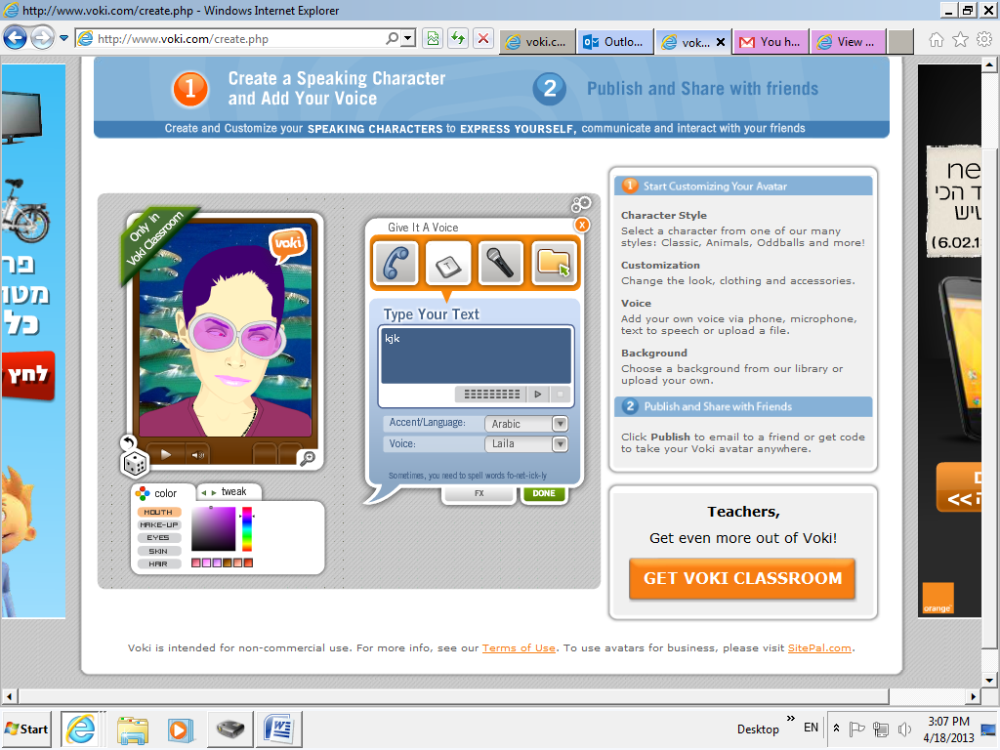 http://www.voki.com/create.php - Windows Internet Explorer
http://www.voki.com/create.php
voki.c...
Outlo...
vok...
You h...
View ...
1
Create a Speaking Character
and Add Your Voice
2
Publish and Share with friends
Create and Customize your SPEAKING CHARACTERS to EXPRESS YOURSELF, communicate and interact with your friends
פר
מטו
כל
לחץ
Only in
Voki Classroom
voki
Give It A Voice
X
T
Type Your Text
kjk
Accent/Language:
Arabic
Voice:
Laila
Sometimes, you need to spell words fo-net-ick-ly
FX
DONE
color
tweak
MOUTH
MAKE-UP
EYES
SKIN
HAIR
1 Start Customizing Your Avatar
Character Style
Select a character from one of our many
styles: Classic, Animals, Oddballs and more!
Customization
Change the look, clothing and accessories.
Voice
Add your own voice via phone, microphone,
text to speech or upload a file.
Background
Choose a background from our library or
upload your own.
2 Publish and Share with Friends
Click Publish to email to a friend or get code
to take your Voki avatar anywhere.
Teachers,
Get even more out of Voki!
GET VOKI CLASSROOM
ne
ד הכי
טיש
(6.02.1
<<
orange™
Voki is intended for non-commercial use. For more info, see our Terms of Use. To use avatars for business, please visit SitePal.com.
Start
Desktop
EN
3:07 PM
4/18/2013